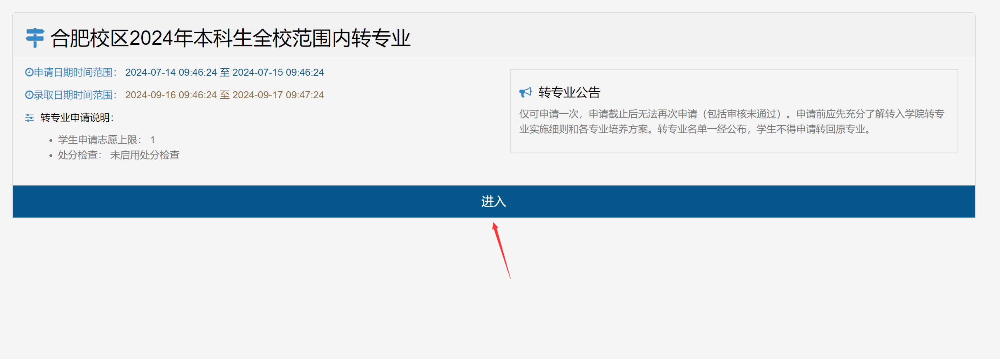 合肥校区2024年本科生全校范围内转专业
申请日期时间范围： 2024-07-14 09:46:24 至 2024-07-15 09:46:24
录取日期时间范围： 2024-09-16 09:46:24 至 2024-09-17 09:47:24
转专业申请说明：
学生申请志愿上限： 1
处分检查： 未启用处分检查
转专业公告
仅可申请一次，申请截止后无法再次申请（包括审核未通过）。申请前应先充分了解转入学院转专
业实施细则和各专业培养方案。转专业名单一经公布，学生不得申请转回原专业。
进入